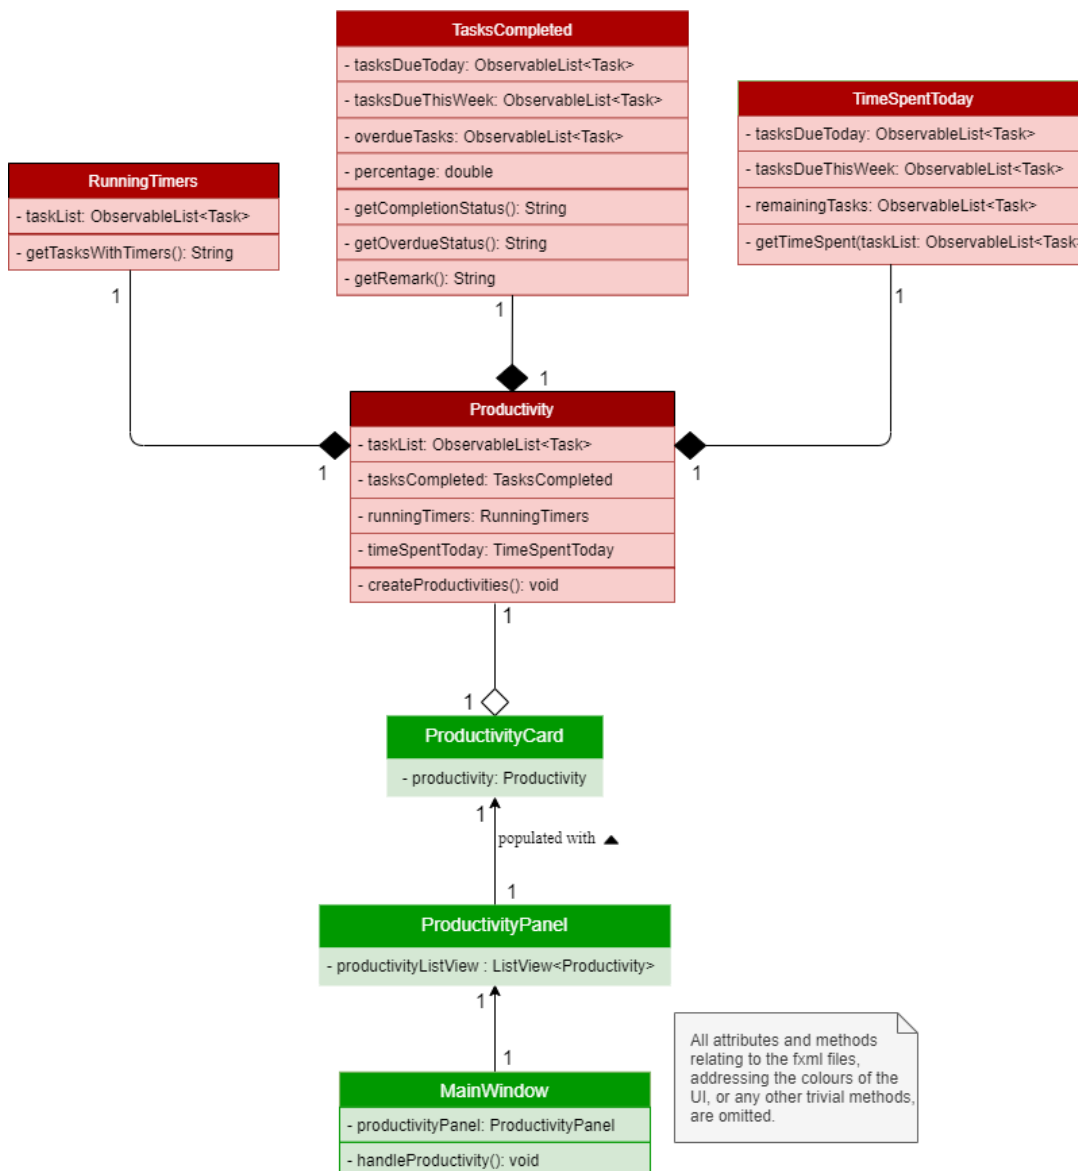 TasksCompleted
- tasksDueToday: ObservableList<Task>
- tasksDueThisWeek: ObservableList<Task>
- overdueTasks: ObservableList<Task>
- percentage: double
- getCompletionStatus(): String
- getOverdueStatus(): String
- getRemark(): String
TimeSpentToday
- tasksDueToday: ObservableList<Task>
- tasksDueThisWeek: ObservableList<Task>
- remainingTasks: ObservableList<Task>
- getTimeSpent(taskList: ObservableList<Task
RunningTimers
- taskList: ObservableList<Task>
- getTasksWithTimers(): String
1
1
1
1
Productivity
- taskList: ObservableList<Task>
- tasksCompleted: TasksCompleted
- runningTimers: RunningTimers
- timeSpentToday: TimeSpentToday
- createProductivities(): void
1
1
1
1
ProductivityCard
- productivity: Productivity
1
populated with ▲
1
ProductivityPanel
- productivityListView : ListView<Productivity>
1
1
MainWindow
- productivityPanel: ProductivityPanel
- handleProductivity(): void
All attributes and methods
relating to the fxml files,
addressing the colours of the
UI, or any other trivial methods,
are omitted.